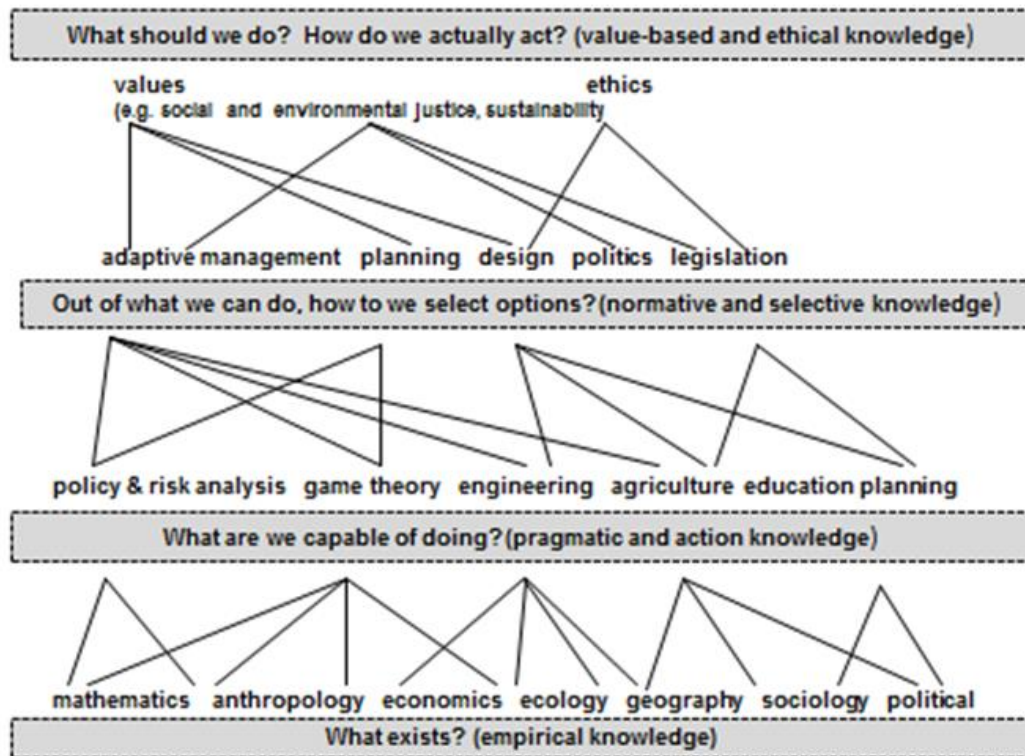 What should we do? How do we actually act? (value-based and ethical knowledge)
values ethics
(e.g. social and environmental justice, sustainability
adaptive management planning design politics legislation
Out of what we can do, how to we select options? (normative and selective knowledge)
policy & risk analysis game theory engineering agriculture education planning
What are we capable of doing? (pragmatic and action knowledge)
mathematics anthropology economics ecology geography sociology political
What exists? (empirical knowledge)